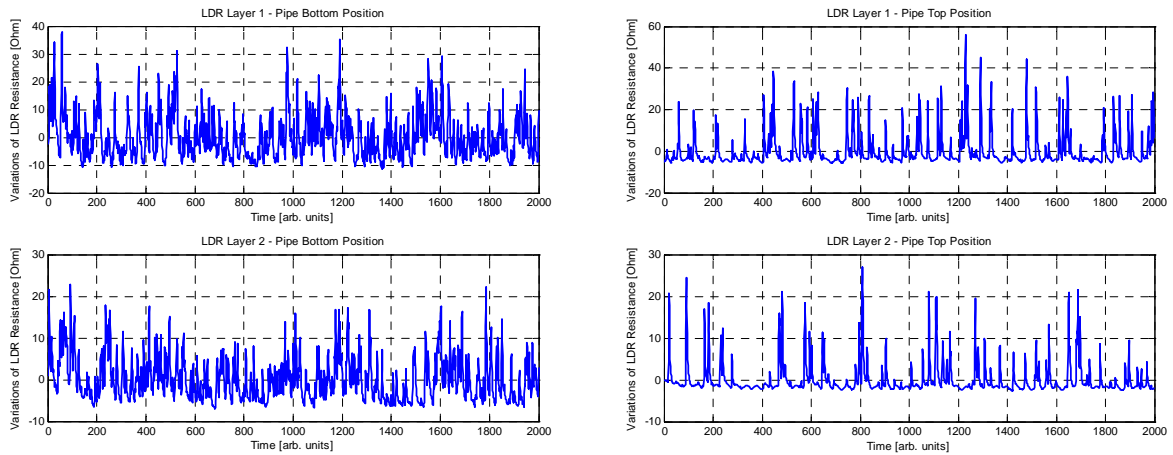 LDR Layer 1 - Pipe Bottom Position
Variations of LDR Resistance [Ohm]
40
30
20
10
0
-10
-20
0 200 400 600 800 1000 1200 1400 1600 1800 2000
Time [arb. units]
LDR Layer 1 - Pipe Top Position
Variations of LDR Resistance [Ohm]
60
40
20
0
-20
0 200 400 600 800 1000 1200 1400 1600 1800 2000
Time [arb. units]
LDR Layer 2 - Pipe Bottom Position
Variations of LDR Resistance [Ohm]
30
20
10
0
-10
0 200 400 600 800 1000 1200 1400 1600 1800 2000
Time [arb. units]
LDR Layer 2 - Pipe Top Position
Variations of LDR Resistance [Ohm]
30
20
10
0
-10
0 200 400 600 800 1000 1200 1400 1600 1800 2000
Time [arb. units]